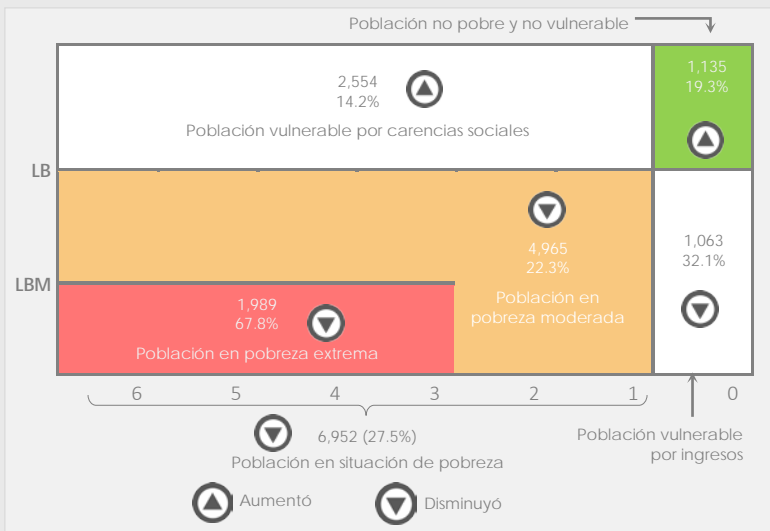 Población no pobre y no vulnerable
1,135
19.3%
2,554
14.2%
Población vulnerable por carencias sociales
LB
4,965
22.3%
Población en
pobreza moderada
1,063
32.1%
LBM
1,989
67.8%
Población en pobreza extrema
6 5 4 3 2 1 0
6,952 (27.5%)
Población en situación de pobreza
Población vulnerable
por ingresos
Aumentó
Disminuyó